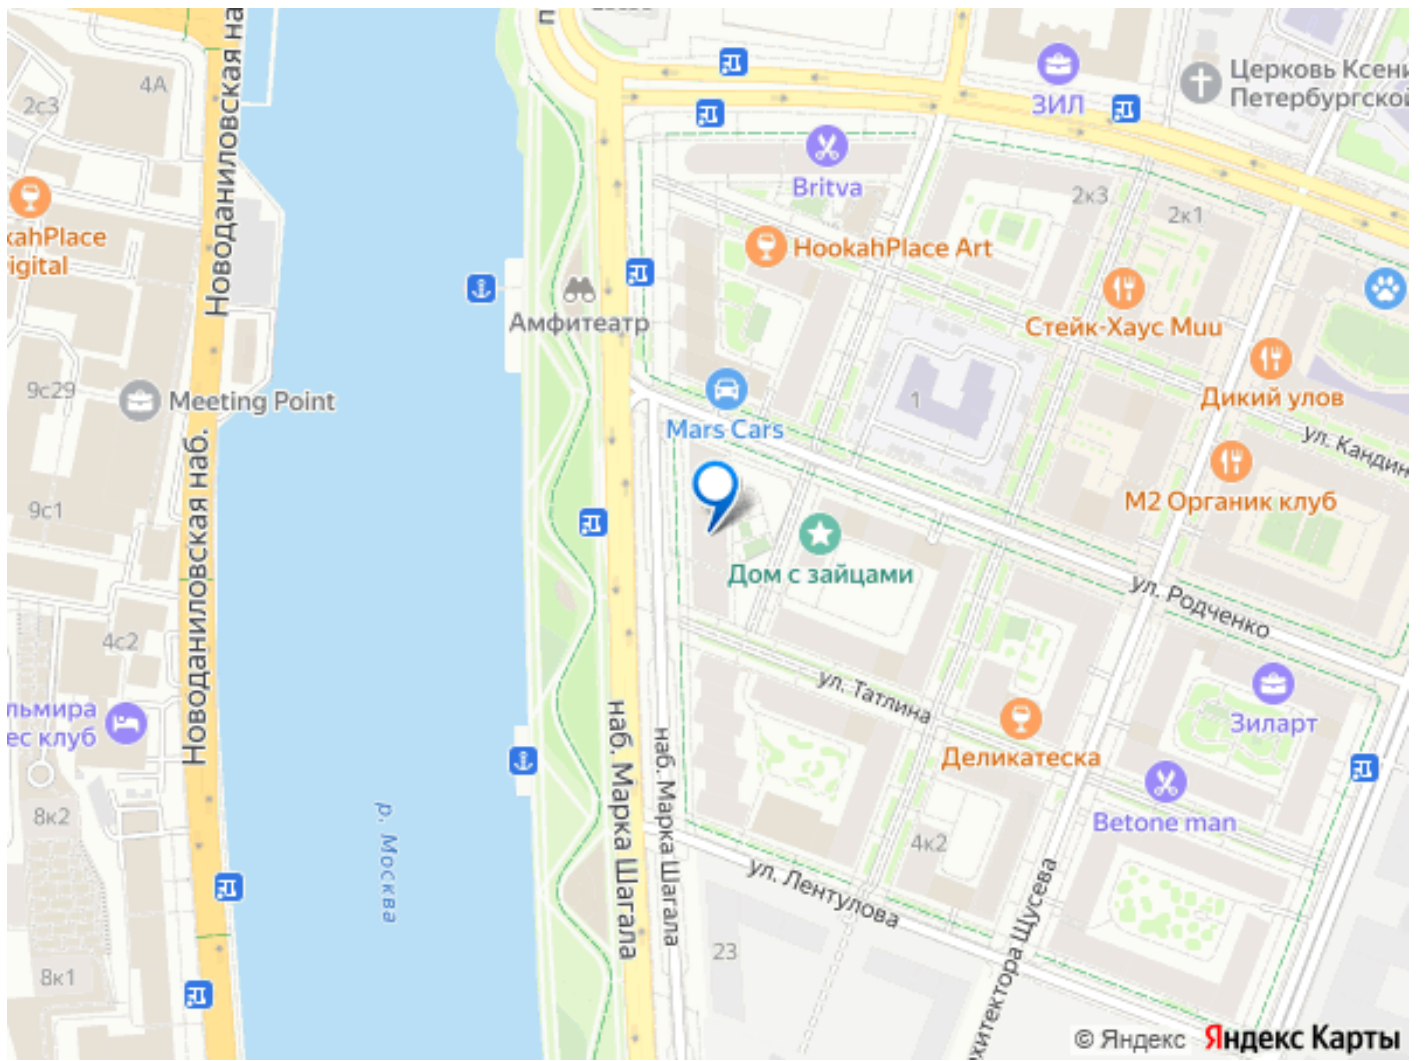 4А
2с3
Новоданиловская на
kahPlace
igital
9с29
Meeting Point
9с1
Новоданиловская наб.
4с2
льмира
ес клуб
8к2
8к1
р. Москва
Амфитеатр
ЗИЛ
Церковь Ксени
Петербургской
Britva
2к3
2к1
HookahPlace Art
Стейк-Хаус Muu
Дикий улов
1
Mars Cars
ул. Кандин
М2 Органик клуб
Дом с зайцами
ул. Родченко
ул. Татлина
Зиларт
Деликатеска
наб. Марка Шагала
наб. Марка Шагала
Betone man
4к2
ул. Лентулова
хитектора Щусева
23
© Яндекс Яндекс Карты